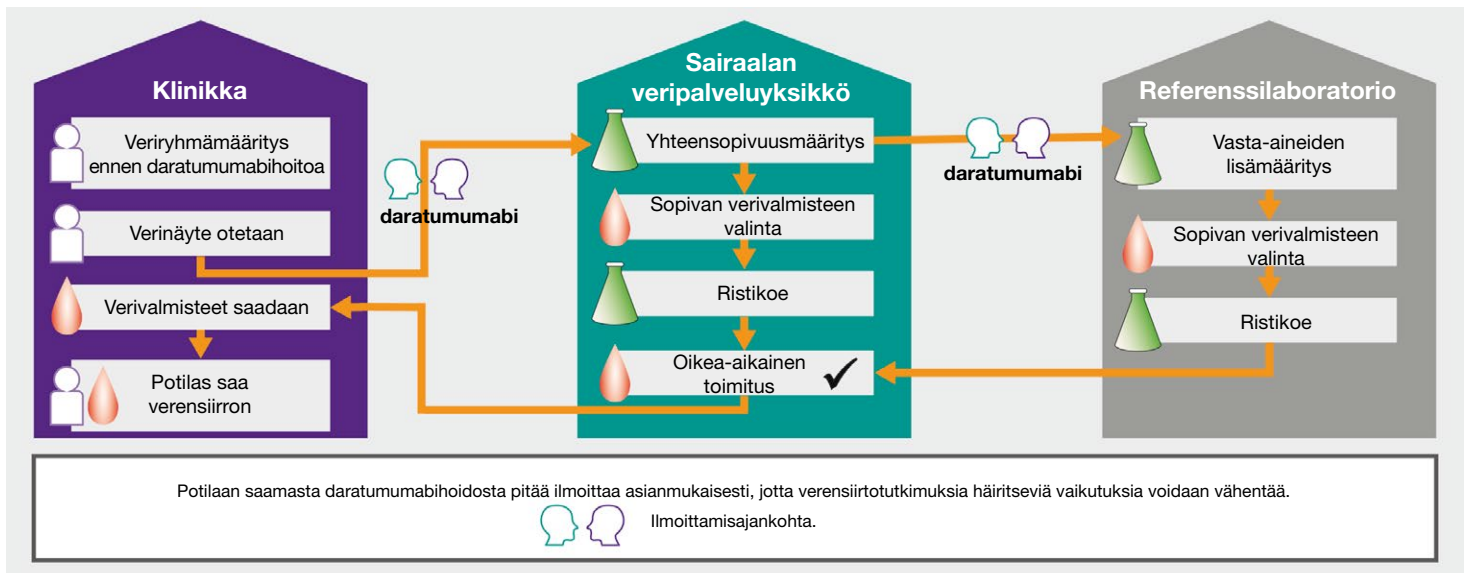 Klinikka
Veriryhmämääritys
ennen daratumumabihoitoa
Verinäyte otetaan
Verivalmisteet saadaan
Potilas saa
verensiirron
daratumumabi
Sairaalan
veripalveluyksikkö
Yhteensopivuusmääritys
Sopivan verivalmisteen
valinta
Ristikoe
Oikea-aikainen
toimitus
daratumumabi
Referenssilaboratorio
Vasta-aineiden
lisämääritys
Sopivan verivalmisteen
valinta
Ristikoe
Potilaan saamasta daratumumabihoidosta pitää ilmoittaa asianmukaisesti, jotta verensiirtotutkimuksia häiritseviä vaikutuksia voidaan vähentää.
Ilmoittamisajankohta.